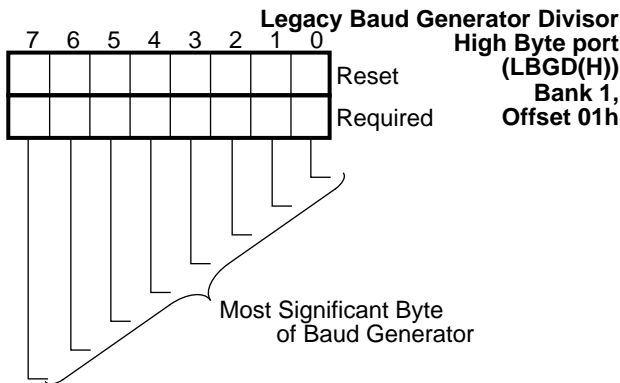 Legacy Baud Generator Divisor
High Byte port
(LBGD(H))
Bank 1,
Offset 01h
7 6 5 4 3 2 1 0
Reset
Required
Most Significant Byte
of Baud Generator